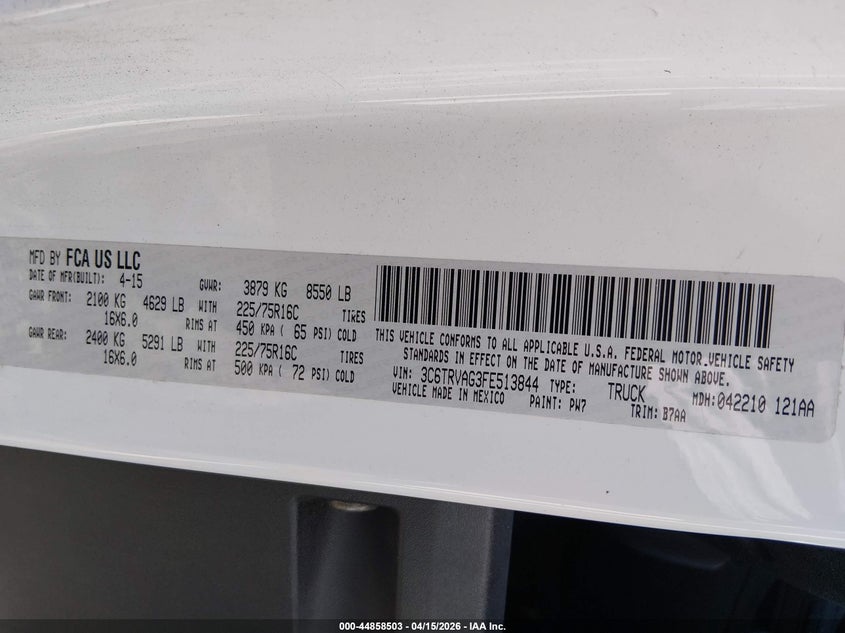 MFD BY FCA US LLC
DATE OF MFR(BUILT): 4-15 GVWR: 3879 KG 8550 LB
GAWR FRONT: 2100 KG 4629 LB WITH 225/75R16C TIRES
16X6.0 RIMS AT 450 KPA ( 65 PSI) COLD
GAWR REAR: 2400 KG 5291 LB WITH 225/75R16C TIRES
16X6.0 RIMS AT 500 KPA ( 72 PSI) COLD
THIS VEHICLE CONFORMS TO ALL APPLICABLE U.S.A. FEDERAL MOTOR VEHICLE SAFETY
STANDARDS IN EFFECT ON THE DATE OF MANUFACTURE SHOWN ABOVE.
VIN: 3C6TRVAG3FE513844 TYPE: TRUCK MDH:042210 121AA
VEHICLE MADE IN MEXICO PAINT: PW7 TRIM: B7AA
000-44858503 - 04/15/2026 - IAA Inc.